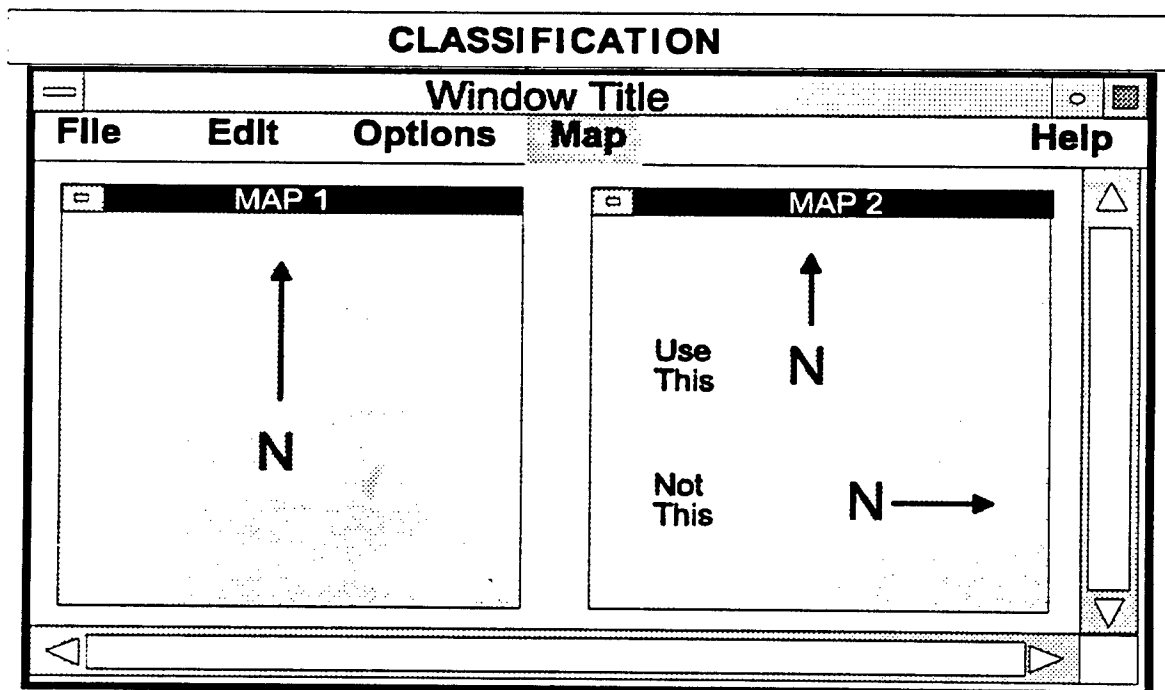 CLASSIFICATION
Window Title
File Edit Options Map Help
MAP 1
N
MAP 2
Use
This
N
Not
This
N